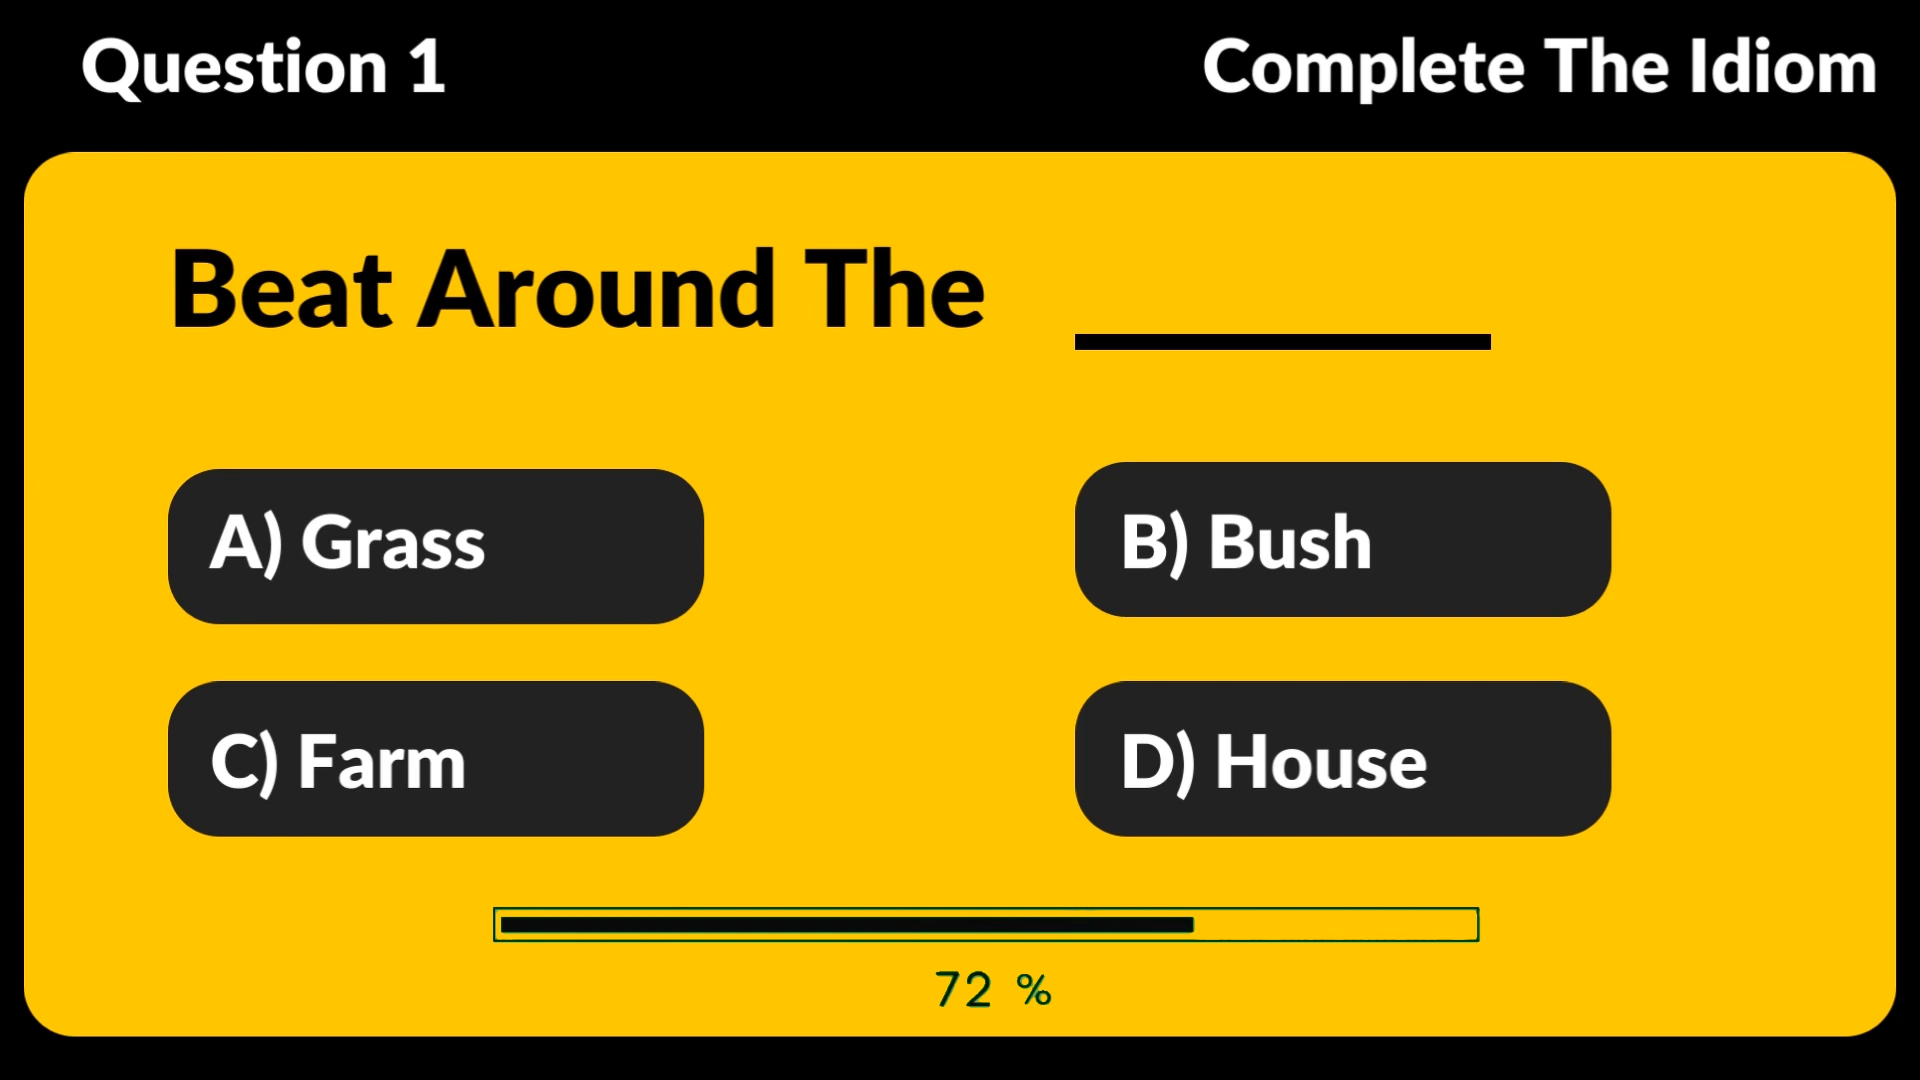 Question 1
Complete The Idiom
Beat Around The
A) Grass
B) Bush
C) Farm
D) House
72 %